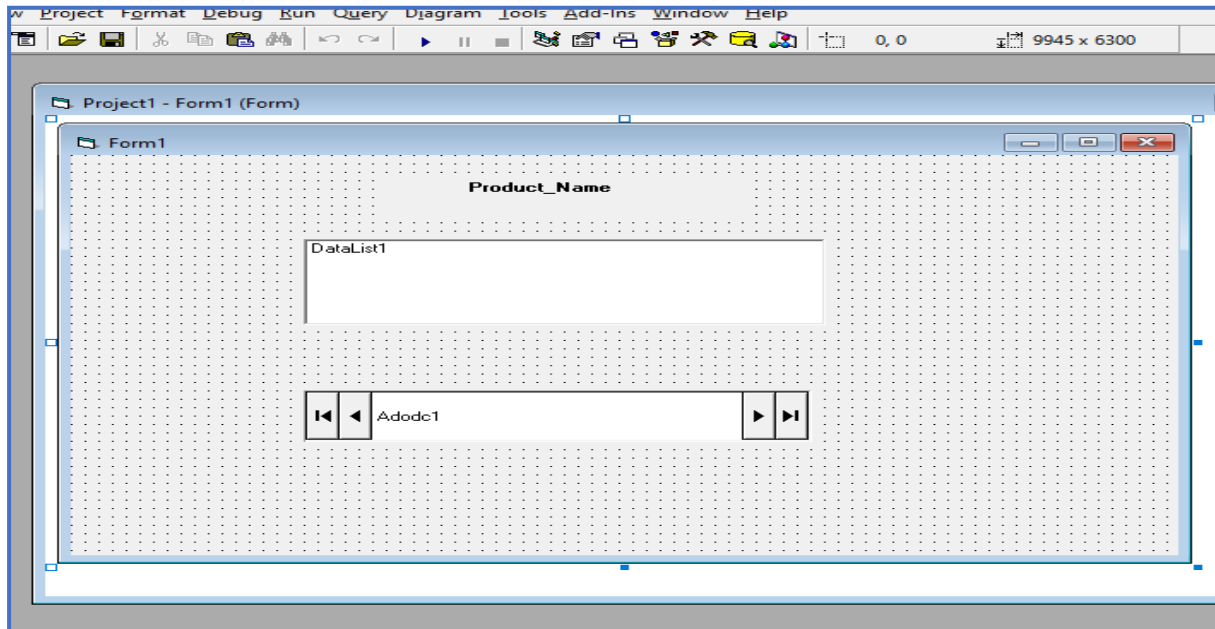 Project Format Debug Run Query Diagram Tools Add-Ins Window Help
0, 0 9945 x 6300
Project1 - Form1 (Form)
Form1
Product_Name
DataList1
Adodc1